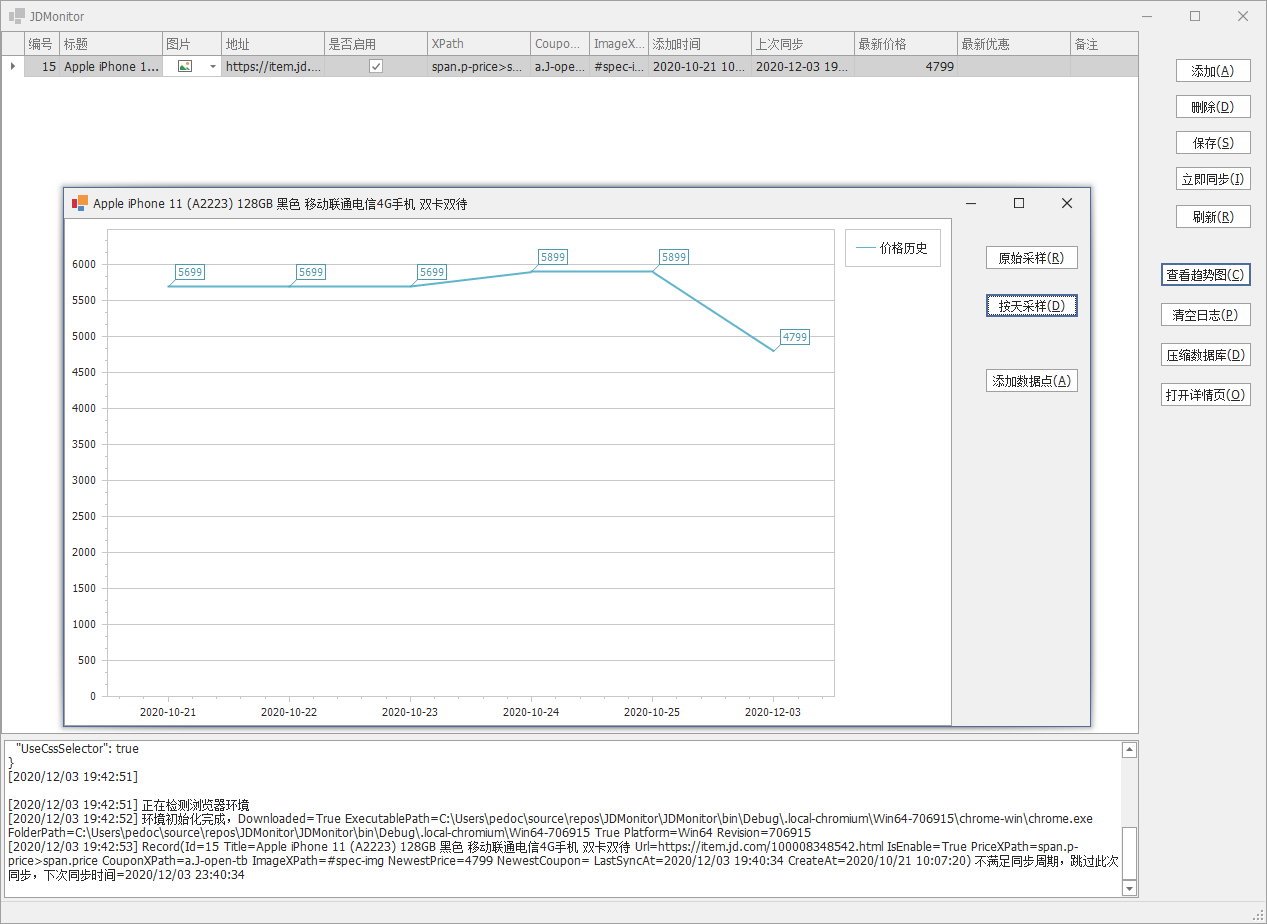 JDMonitor
编号 标题 图片 地址 是否启用 XPath Coupo... ImageX... 添加时间 上次同步 最新价格 最新优惠 备注
15 Apple iPhone 1... https://item.jd.... span.p-price>s... a.J-ope... #spec-i... 2020-10-21 10... 2020-12-03 19... 4799
添加(A)
删除(D)
保存(S)
立即同步(I)
刷新(R)
查看趋势图(C)
清空日志(P)
压缩数据库(D)
打开详情页(O)
Apple iPhone 11 (A2223) 128GB 黑色 移动联通电信4G手机 双卡双待
价格历史
原始采样(R)
按天采样(D)
添加数据点(A)
5699 5699 5699 5899 5899 4799
6000
5500
5000
4500
4000
3500
3000
2500
2000
1500
1000
500
0
2020-10-21 2020-10-22 2020-10-23 2020-10-24 2020-10-25 2020-12-03
"UseCssSelector": true
}
[2020/12/03 19:42:51]
[2020/12/03 19:42:51] 正在检测浏览器环境
[2020/12/03 19:42:52] 环境初始化完成，Downloaded=True ExecutablePath=C:\Users\pedoc\source\repos\JDMonitor\JDMonitor\bin\Debug\.local-chromium\Win64-706915\chrome-win\chrome.exe
FolderPath=C:\Users\pedoc\source\repos\JDMonitor\JDMonitor\bin\Debug\.local-chromium\Win64-706915 True Platform=Win64 Revision=706915
[2020/12/03 19:42:53] Record(Id=15 Title=Apple iPhone 11 (A2223) 128GB 黑色 移动联通电信4G手机 双卡双待 Url=https://item.jd.com/100008348542.html IsEnable=True PriceXPath=span.p-
price>span.price CouponXPath=a.J-open-tb ImageXPath=#spec-img NewestPrice=4799 NewestCoupon= LastSyncAt=2020/12/03 19:40:34 CreateAt=2020/10/21 10:07:20) 不满足同步周期，跳过此次
同步，下次同步时间=2020/12/03 23:40:34